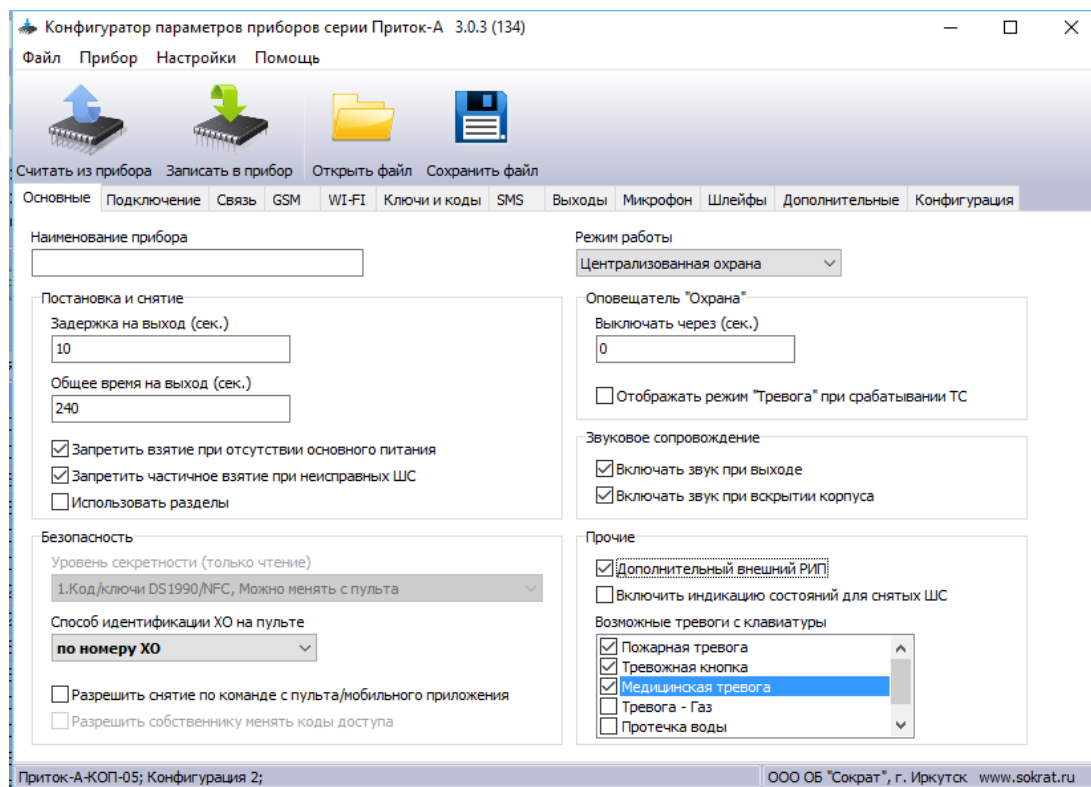 Конфигуратор параметров приборов серии Приток-А 3.0.3 (134)
Файл Прибор Настройки Помощь
Считать из прибора Записать в прибор Открыть файл Сохранить файл
Основные Подключение Связь GSM WI-FI Ключи и коды SMS Выходы Микрофон Шлейфы Дополнительные Конфигурация
Наименование прибора
Постановка и снятие
Задержка на выход (сек.)
10
Общее время на выход (сек.)
240
Запретить взятие при отсутствии основного питания
Запретить частичное взятие при неисправных ШС
Использовать разделы
Безопасность
Уровень секретности (только чтение)
1.Код/ключи DS1990/NFC, Можно менять с пульта
Способ идентификации ХО на пульте
по номеру ХО
Разрешить снятие по команде с пульта/мобильного приложения
Разрешить собственнику менять коды доступа
Режим работы
Централизованная охрана
Оповещатель "Охрана"
Выключать через (сек.)
0
Отображать режим "Тревога" при срабатывании ТС
Звуковое сопровождение
Включать звук при выходе
Включать звук при вскрытии корпуса
Прочие
Дополнительный внешний РИП
Включить индикацию состояний для снятых ШС
Возможные тревоги с клавиатуры
Пожарная тревога
Тревожная кнопка
Медицинская тревога
Тревога - Газ
Протечка воды
Приток-А-КОП-05; Конфигурация 2;
ООО ОБ "Сократ", г. Иркутск www.sokrat.ru